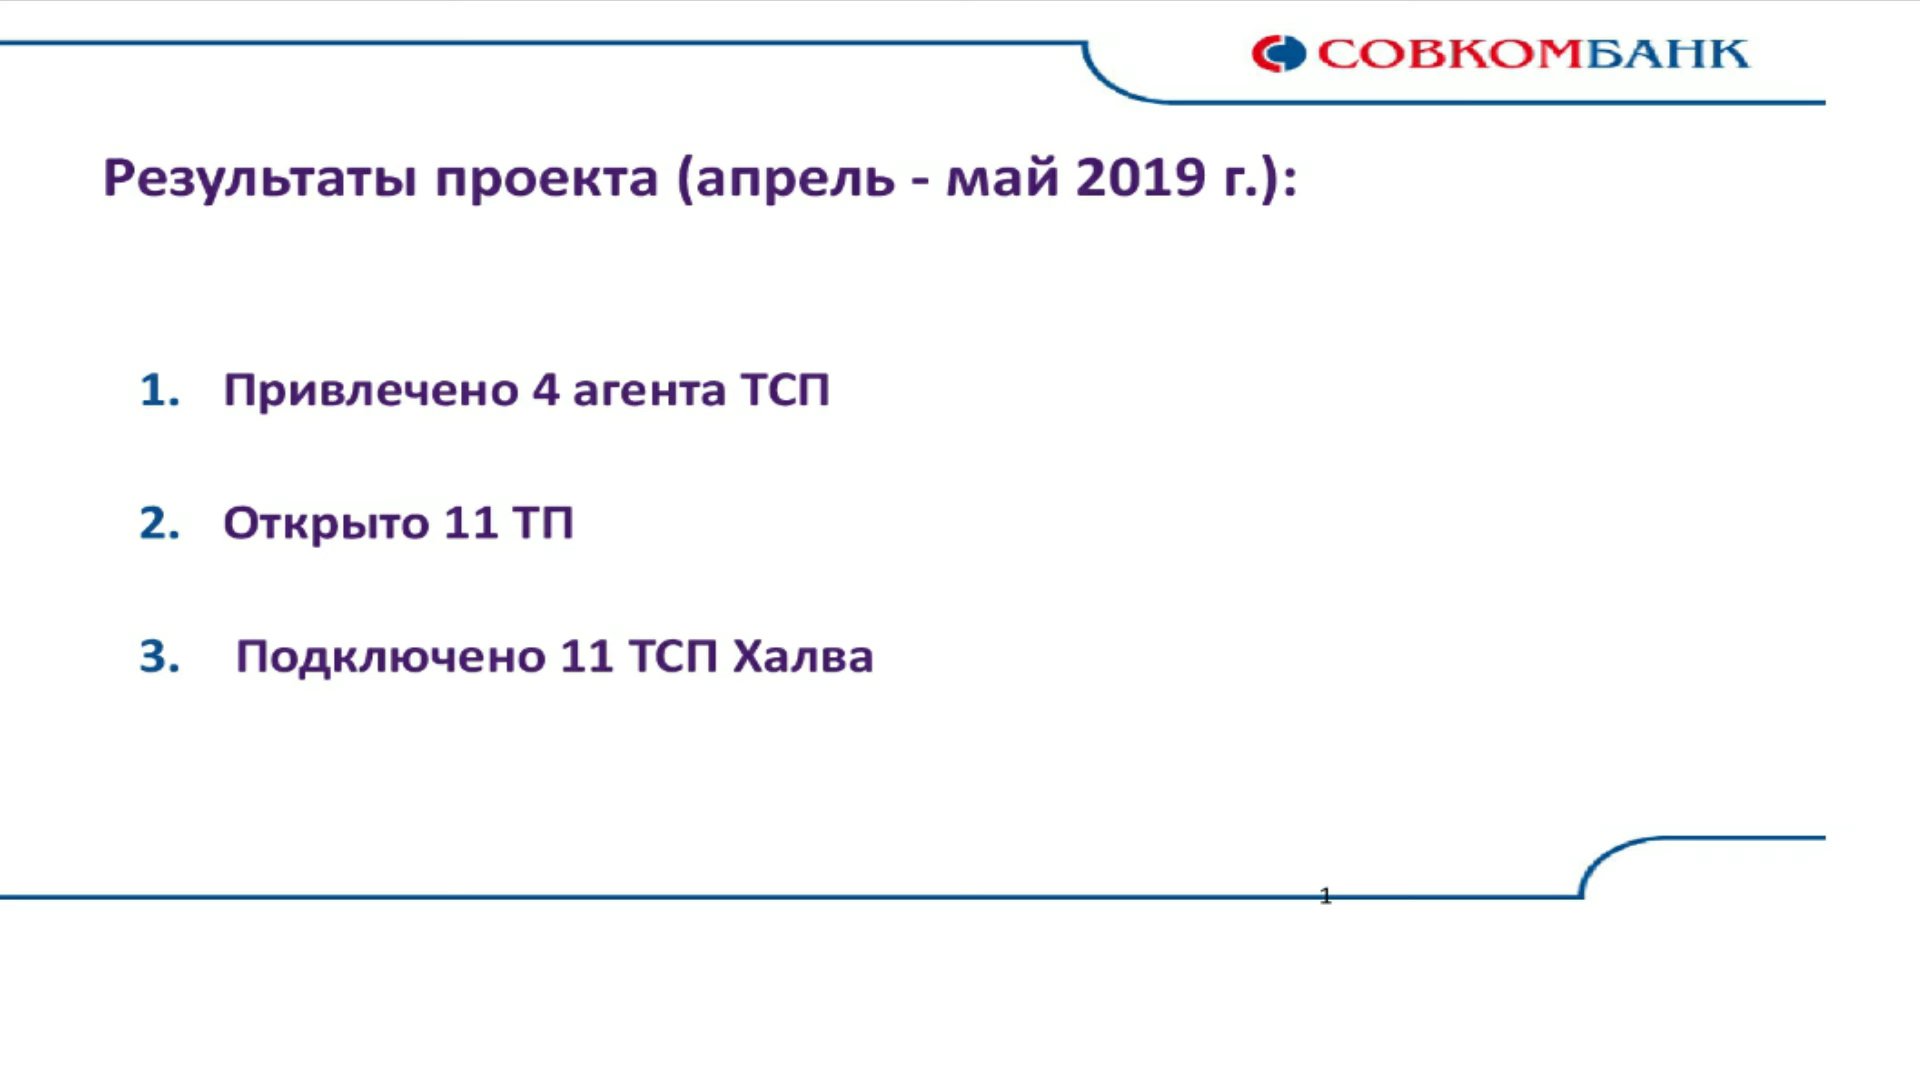 СОВКОМБАНК
Результаты проекта (апрель - май 2019 г.):
1. Привлечено 4 агента ТСП
2. Открыто 11 ТП
3. Подключено 11 ТСП Халва
1